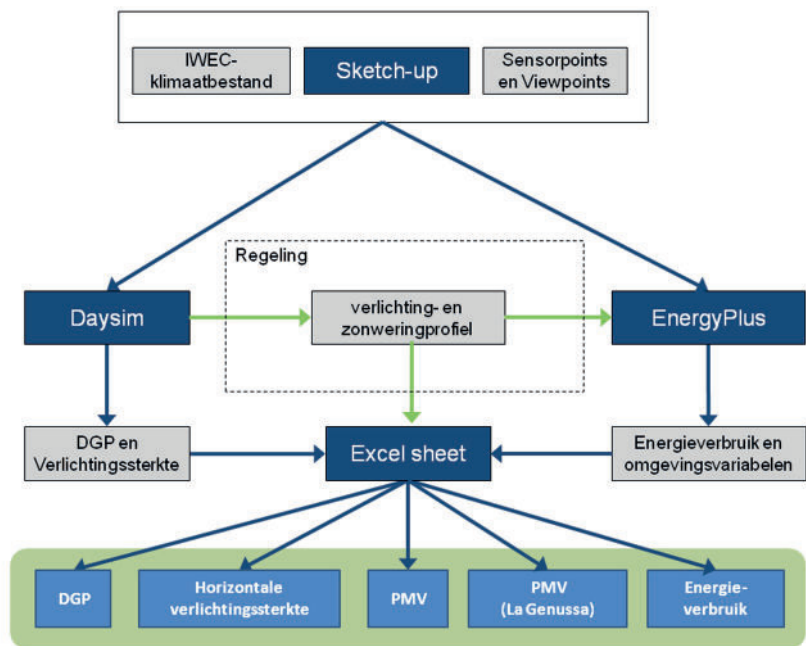 IWEC-
klimaatbestand
Sketch-up
Sensorpoints
en Viewpoints
Regeling
Daysim
verlichting- en
zonweringprofiel
EnergyPlus
DGP en
Verlichtingssterkte
Excel sheet
Energieverbruik en
omgevingsvariabelen
DGP
Horizontale
verlichtingssterkte
PMV
PMV
(La Genussa)
Energie-
verbruik